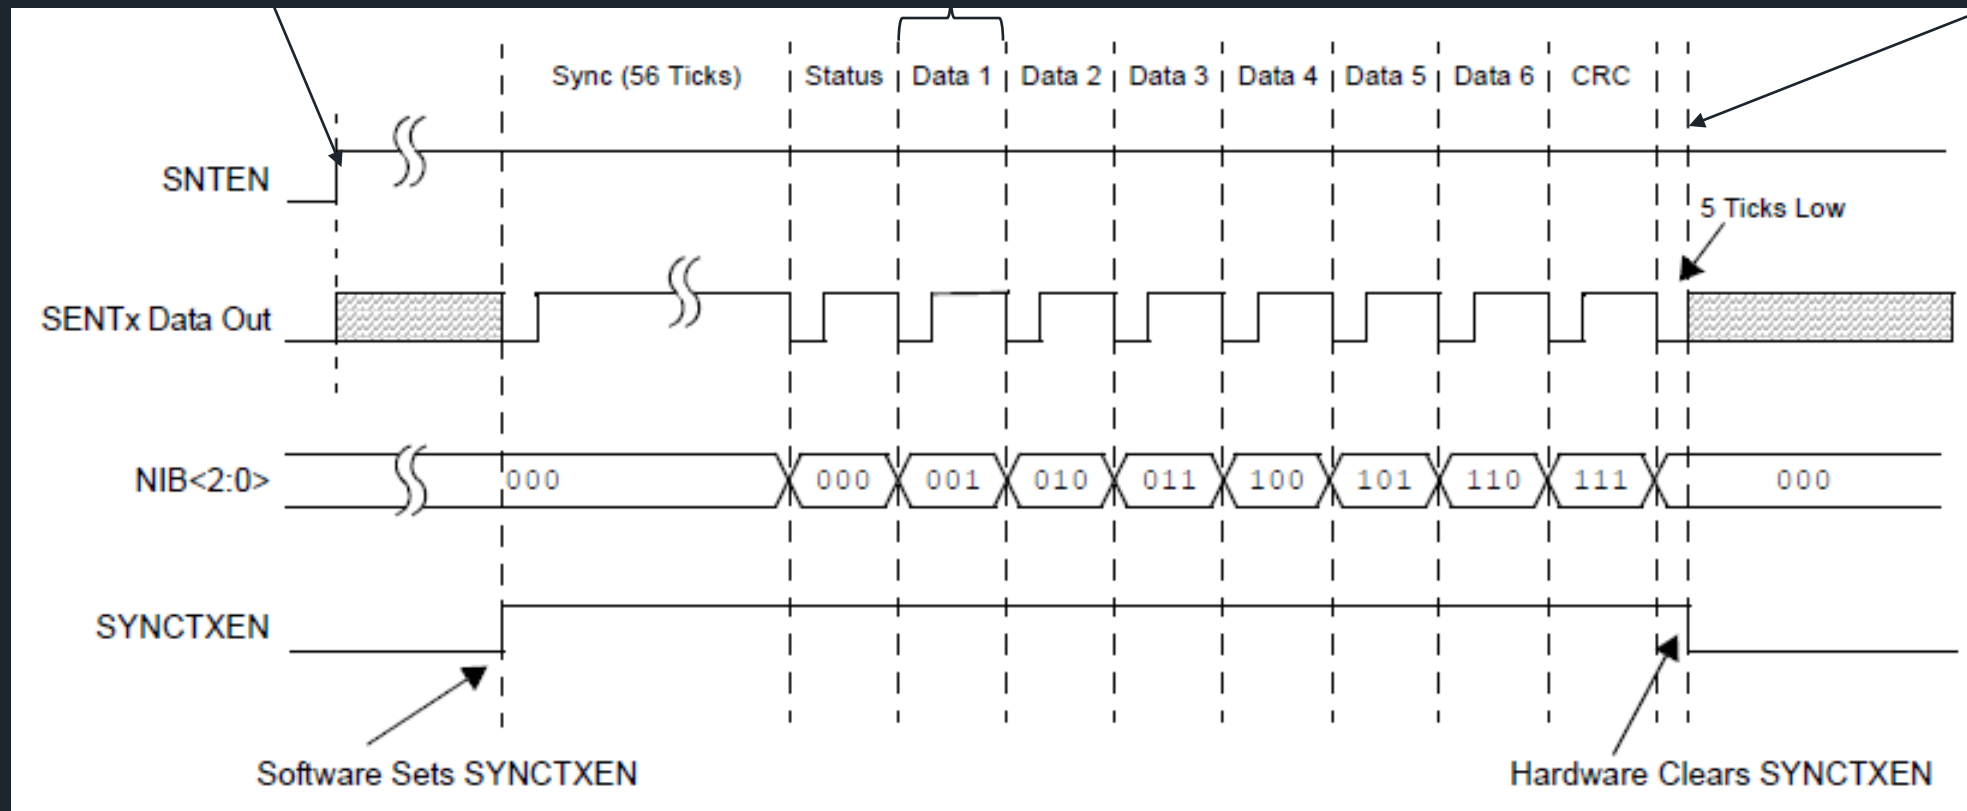 Sync (56 Ticks) Status Data 1 Data 2 Data 3 Data 4 Data 5 Data 6 CRC
SNTEN
5 Ticks Low
SENTx Data Out
NIB<2:0> 000 000 001 010 011 100 101 110 111 000
SYNCTXEN
Software Sets SYNCTXEN Hardware Clears SYNCTXEN